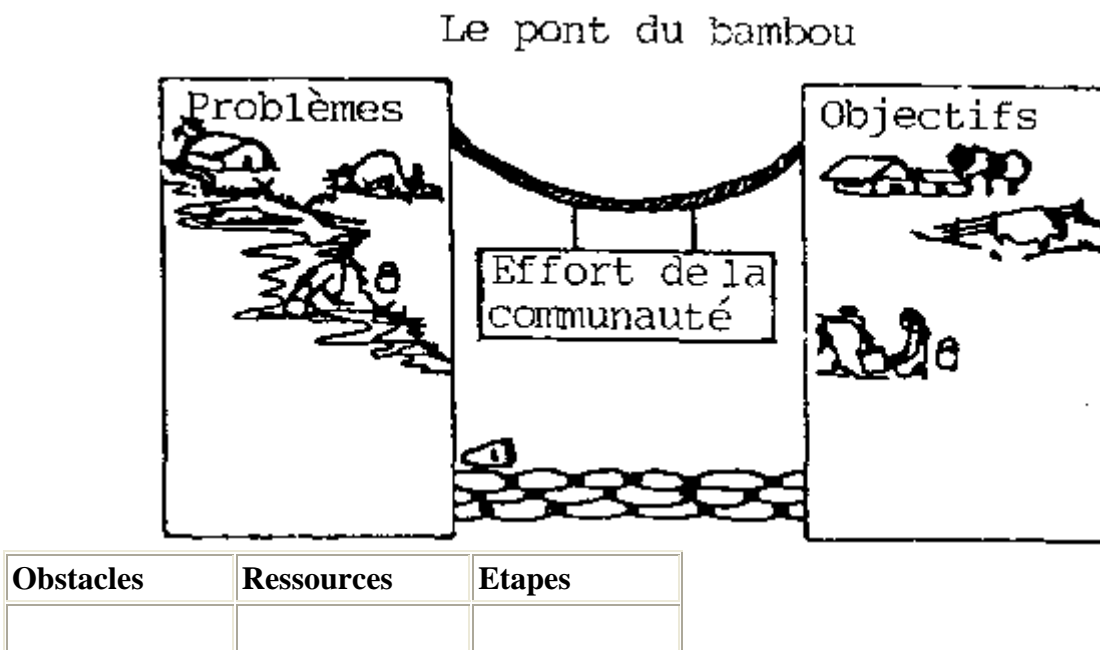 Le pont du bambou
Problèmes
Objectifs
Effort de la
communauté
Obstacles Ressources Etapes